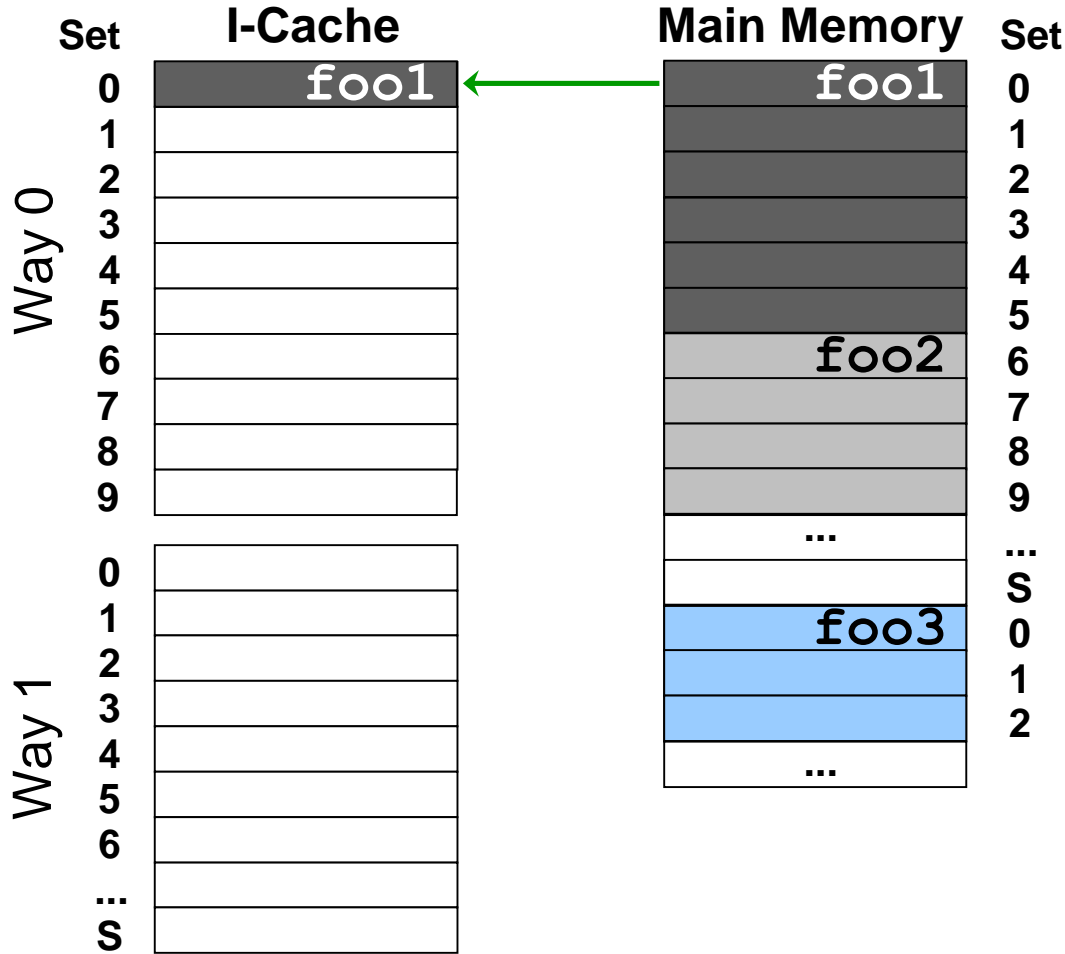 Set I-Cache Main Memory Set
0 foo1 foo1 0
1 1
2 2
3 3
4 4
5 5
6 foo2 6
7 7
8 8
9 9
Way 0
... ...
S
0 foo3 0
1 1
2 2
3
4 ...
5
6
...
S
Way 1